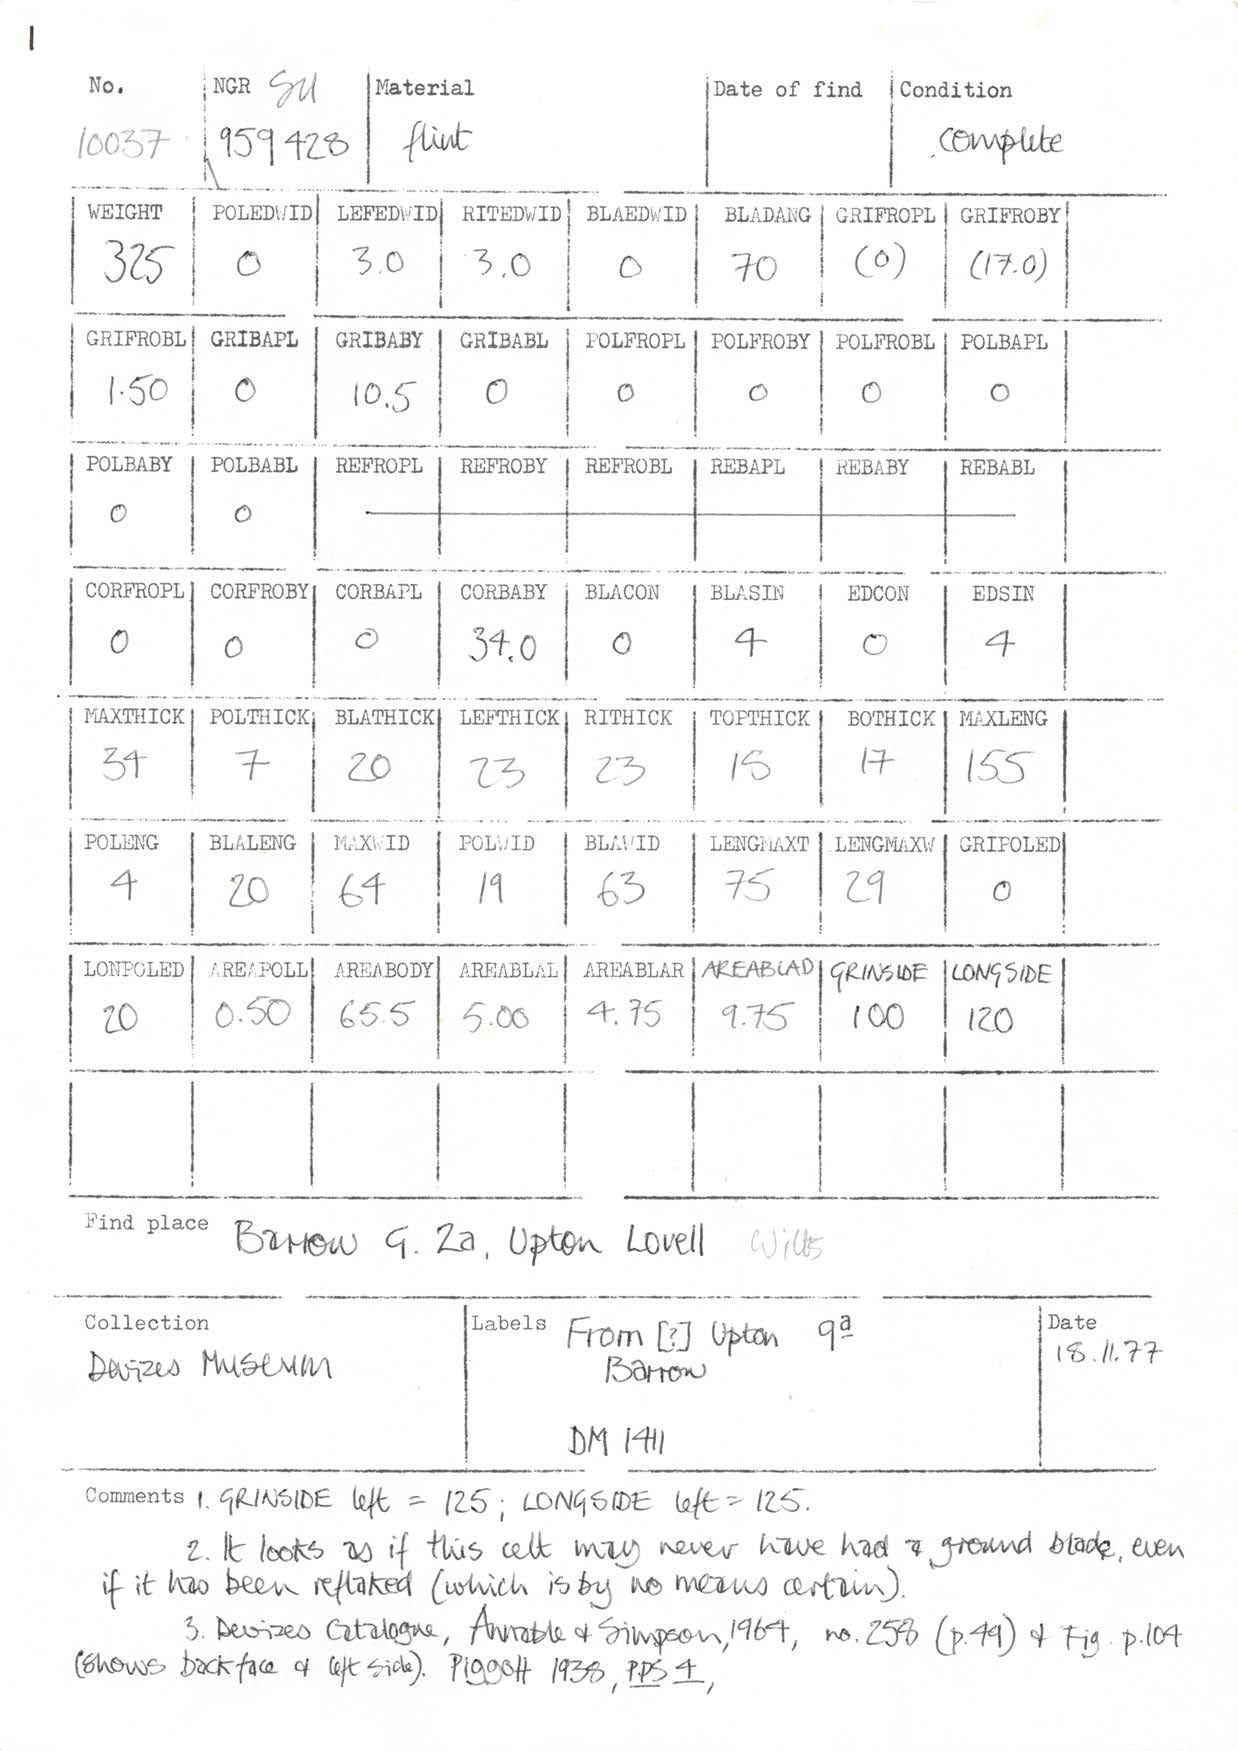 1
No. NGR SU Material Date of find Condition
10037 959 428 flint complete
WEIGHT POLEDWID LEFEDWID RITEDWID BLAEDWID BLADANG GRIFROPL GRIFROBY
325 0 3.0 3.0 0 70 (0) (17.0)
GRIFROBL GRIBAPL GRIBABY GRIBABL POLFROPL POLFROBY POLFROBL POLBAPL
1.50 0 10.5 0 0 0 0 0
POLBABY POLBABL REFROPL REFROBY REFROBL REBAPL REBABY REBABL
0 0
CORFROPL CORFROBY CORBAPL CORBABY BLACON BLASIN EDCON EDSIN
0 0 0 34.0 0 4 0 4
MAXTHICK POLTHICK BLATHICK LEFTHICK RITHICK TOPTHICK BOTHICK MAXLENG
34 7 20 23 23 18 17 155
POLENG BLALENG MAXWID POLWID BLAWID LENGMAXT LENGMAXW GRIPOLED
4 20 64 19 63 75 29 0
LONPOLED AREAPOLL AREABODY AREABLAL AREABLAR AREABLAD GRINSIDE LONGSIDE
20 0.50 65.5 5.00 4.75 9.75 100 120
Find place Barrow G. 2a, Upton Lovell Wilts
Collection Labels From [?] Upton 9a Date
Devizes Museum Barrow 18.11.77
DM 1411
Comments 1. GRINSIDE left = 125; LONGSIDE left = 125.
2. It looks as if this celt may never have had a ground blade, even
if it has been reflaked (which is by no means certain).
3. Devizes Catalogue, Annable & Simpson, 1964, no. 258 (p.49) & Fig. p.104
(shows back face & left side). Piggott 1938, PPS 4,